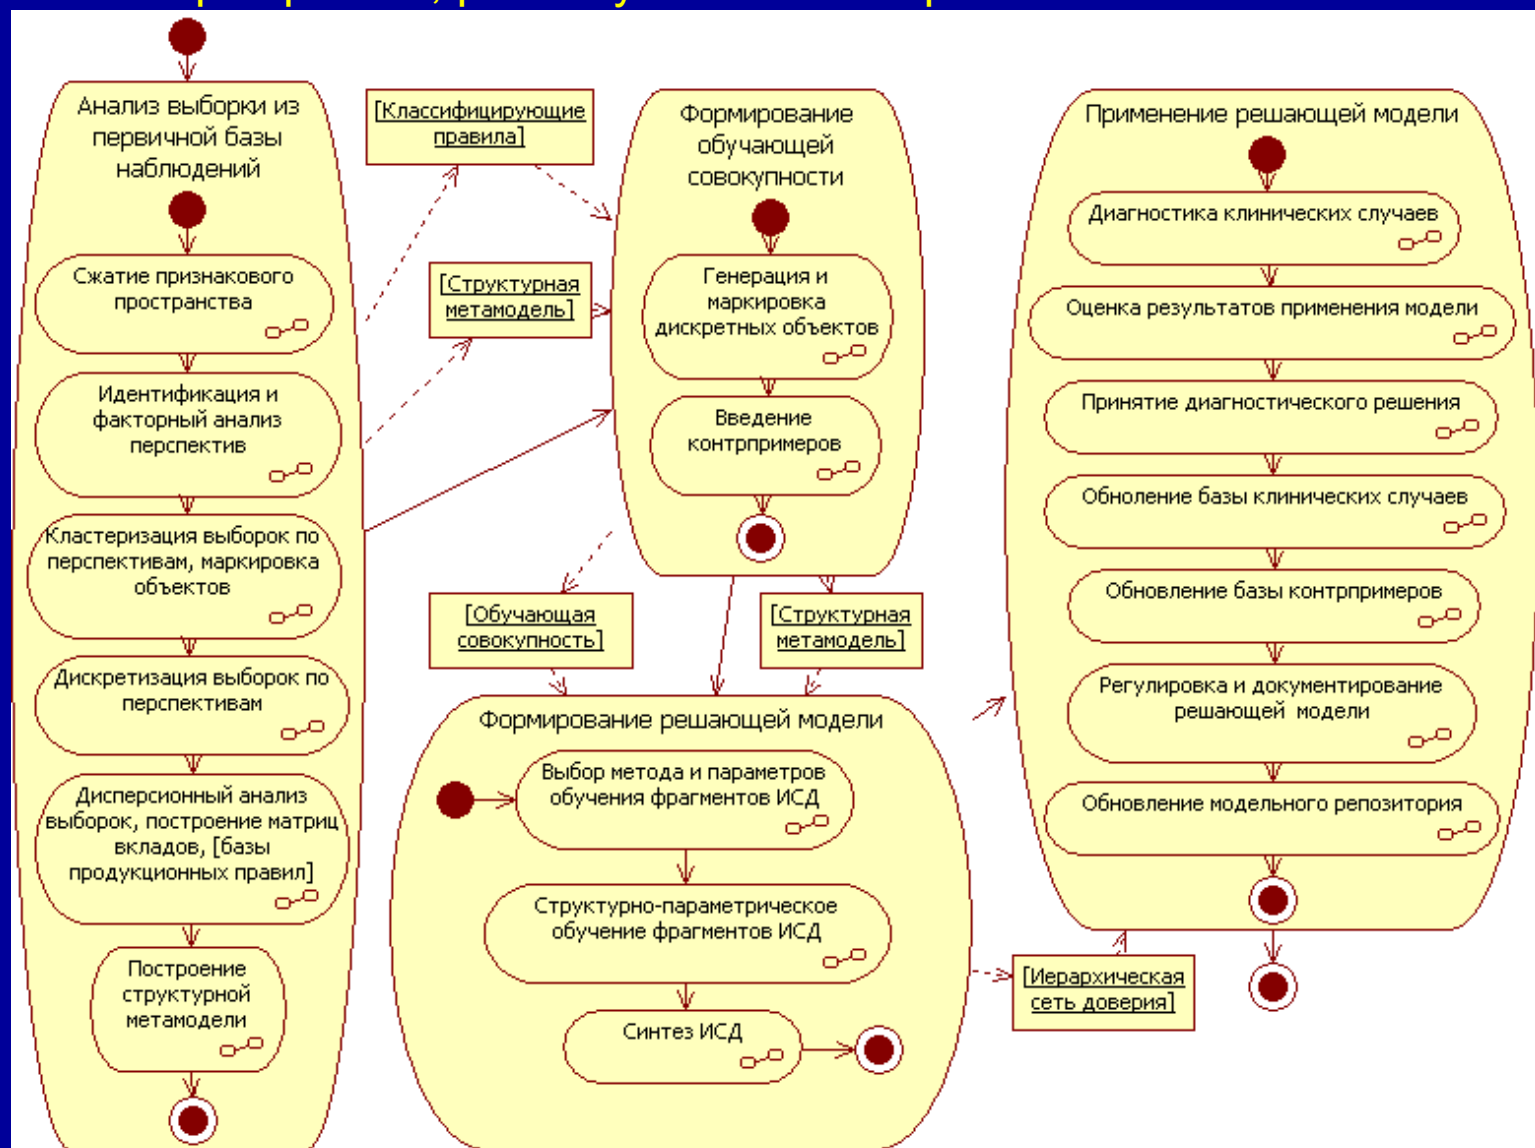 Анализ выборки из
первичной базы
наблюдений
Сжатие признакового
пространства
Идентификация и
факторный анализ
перспектив
Кластеризация выборок по
перспективам, маркировка
объектов
Дискретизация выборок по
перспективам
Дисперсионный анализ
выборок, построение матриц
вкладов, [базы
продукционных правил]
Построение
структурной
метамодели
[Классифицирующие
правила]
[Структурная
метамодель]
Формирование
обучающей
совокупности
Генерация и
маркировка
дискретных объектов
Введение
контрпримеров
[Обучающая
совокупность]
[Структурная
метамодель]
Формирование решающей модели
Выбор метода и параметров
обучения фрагментов ИСД
Структурно-параметрическое
обучение фрагментов ИСД
Синтез ИСД
[Иерархическая
сеть доверия]
Применение решающей модели
Диагностика клинических случаев
Оценка результатов применения модели
Принятие диагностического решения
Обноление базы клинических случаев
Обновление базы контрпримеров
Регулировка и документирование
решающей модели
Обновление модельного репозитория